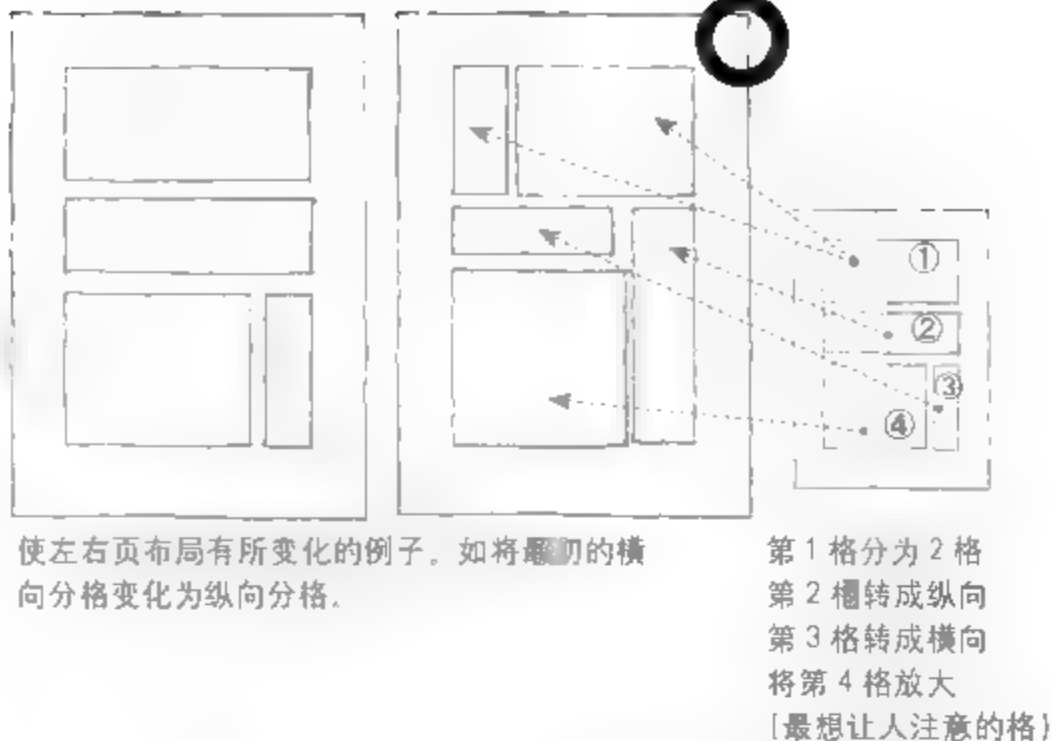 ①
②
③
④
使左右页布局有所变化的例子。如将最初的横
向分格变化为纵向分格。
第1格分为2格
第2格转成纵向
第3格转成横向
将第4格放大
[最想让人注意的格}